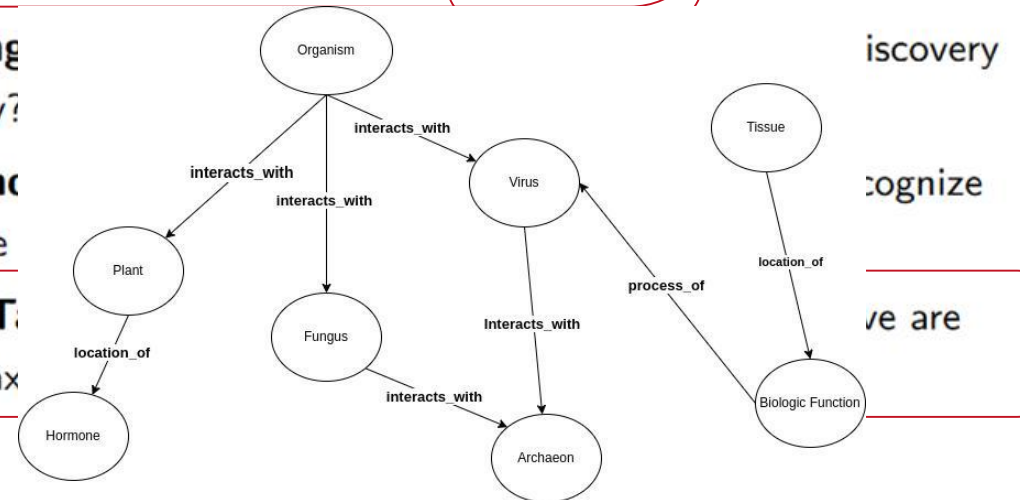 Organism
iscovery
interacts_with
Tissue
interacts_with
Virus
cognize
interacts_with
location_of
Plant
process_of
ve are
Interacts_with
Fungus
location_of
interacts_with
Biologic Function
Hormone
Archaeon